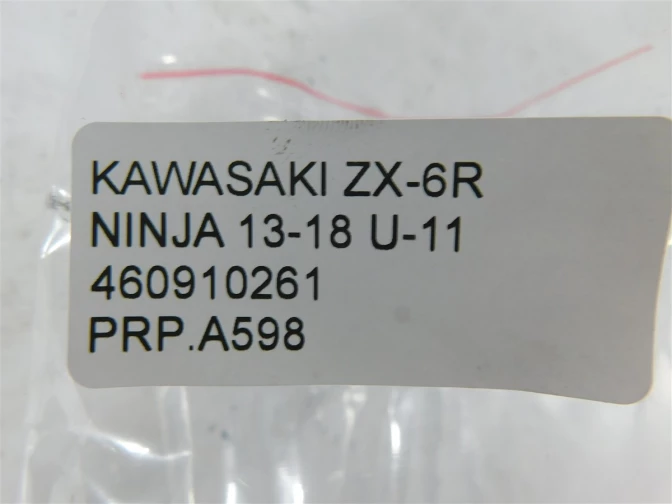 KAWASAKI ZX-6R
NINJA 13-18 U-11
460910261
PRP.A598